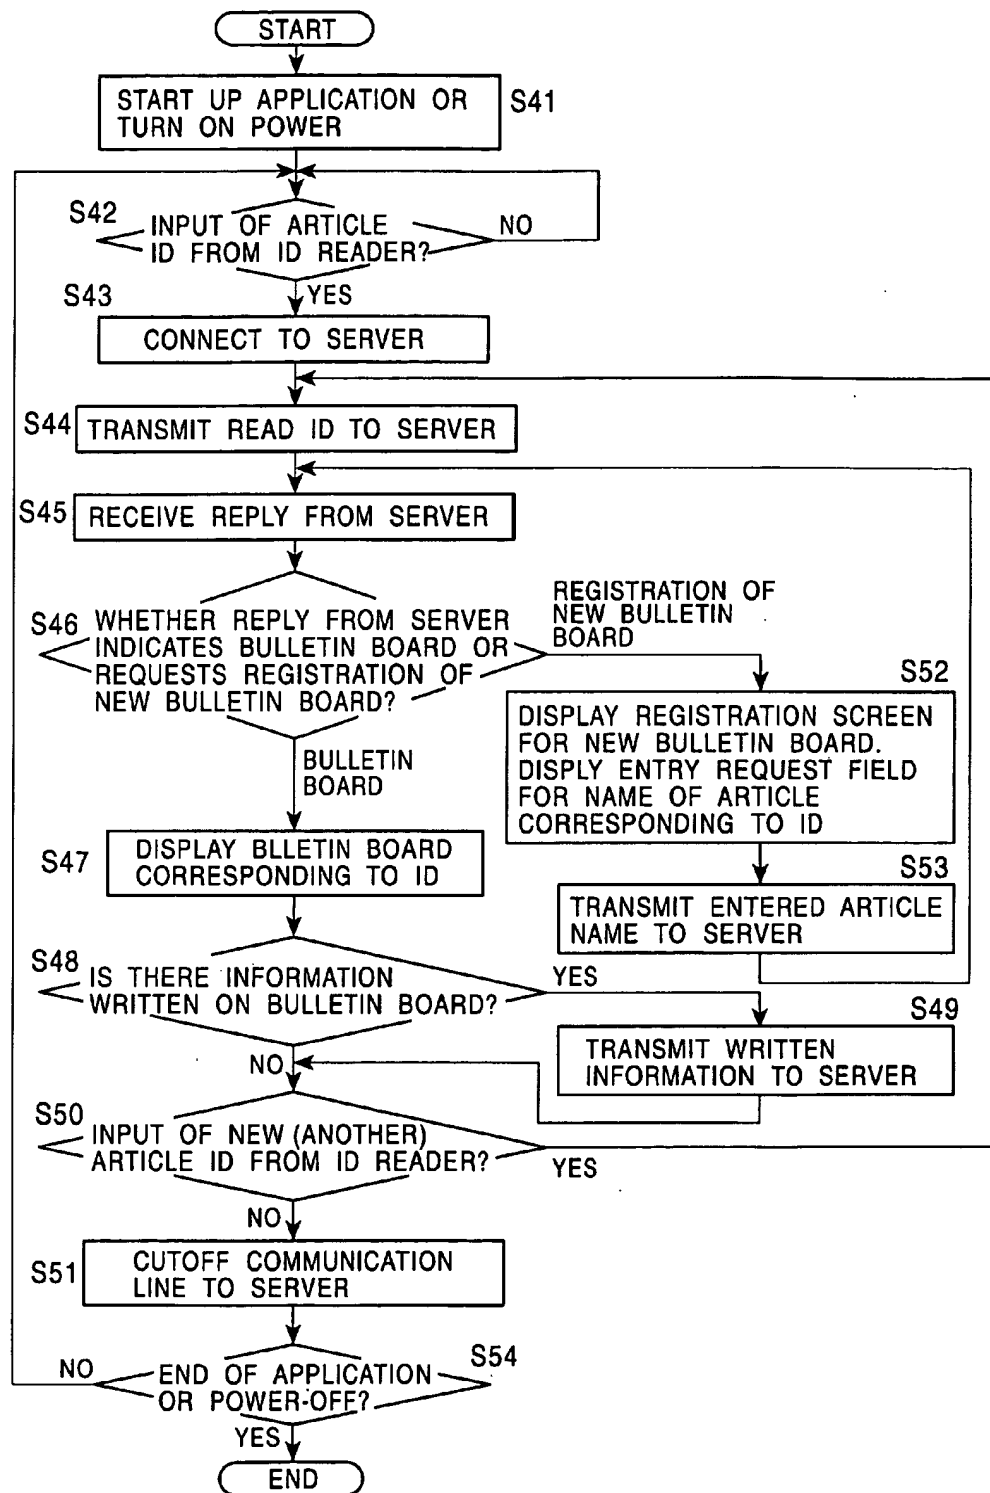 START
START UP APPLICATION OR
TURN ON POWER
S41
S42
INPUT OF ARTICLE
ID FROM ID READER?
NO
S43
YES
CONNECT TO SERVER
S44
TRANSMIT READ ID TO SERVER
S45
RECEIVE REPLY FROM SERVER
S46
WHETHER REPLY FROM SERVER
INDICATES BULLETIN BOARD OR
REQUESTS REGISTRATION OF
NEW BULLETIN BOARD?
REGISTRATION OF
NEW BULLETIN
BOARD
S52
DISPLAY REGISTRATION SCREEN
FOR NEW BULLETIN BOARD.
DISPLY ENTRY REQUEST FIELD
FOR NAME OF ARTICLE
CORRESPONDING TO ID
BULLETIN
BOARD
S47
DISPLAY BLLETIN BOARD
CORRESPONDING TO ID
S53
TRANSMIT ENTERED ARTICLE
NAME TO SERVER
S48
IS THERE INFORMATION
WRITTEN ON BULLETIN BOARD?
YES
S49
TRANSMIT WRITTEN
INFORMATION TO SERVER
NO
S50
INPUT OF NEW (ANOTHER)
ARTICLE ID FROM ID READER?
YES
NO
S51
CUTOFF COMMUNICATION
LINE TO SERVER
S54
NO
END OF APPLICATION
OR POWER-OFF?
YES
END